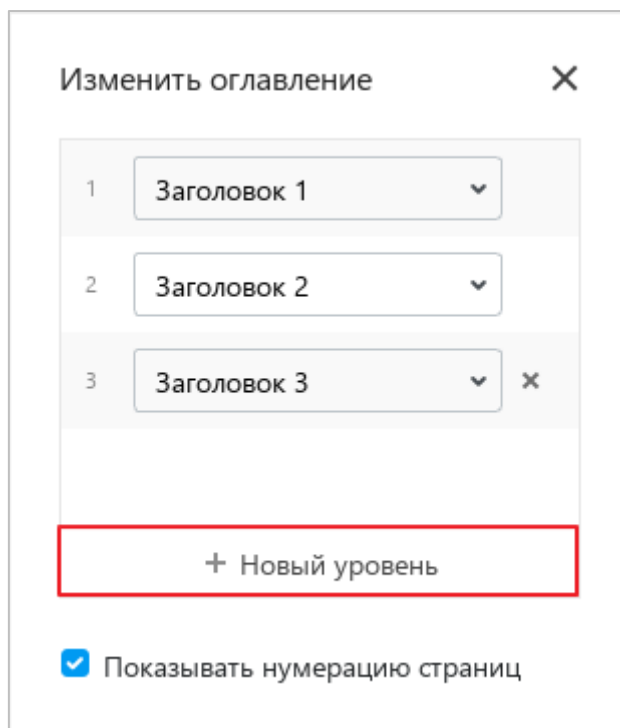 Изменить оглавление
1 Заголовок 1
2 Заголовок 2
3 Заголовок 3
+ Новый уровень
Показывать нумерацию страниц